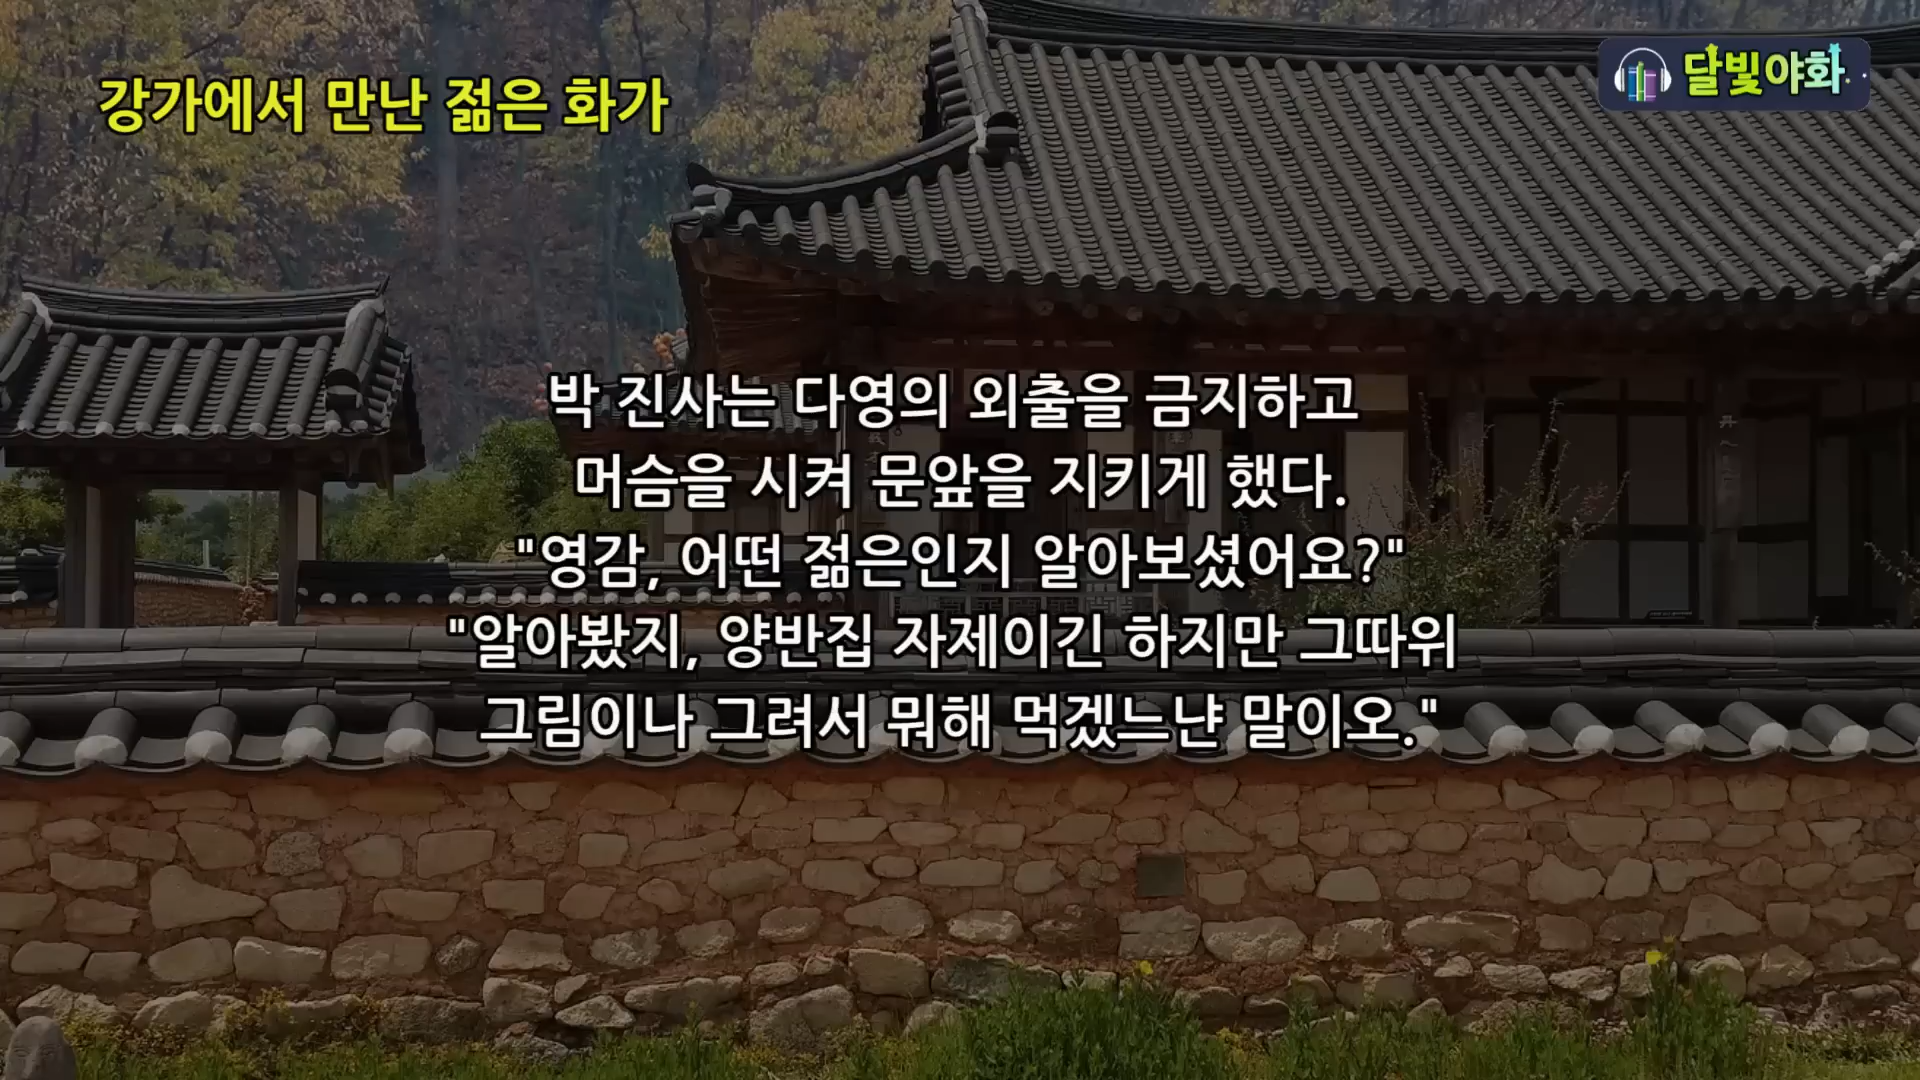 강가에서 만난 젊은 화가
달빛야화
박 진사는 다영의 외출을 금지하고
머슴을 시켜 문앞을 지키게 했다.
"영감, 어떤 젊은인지 알아보셨어요?"
"알아봤지, 양반집 자제이긴 하지만 그따위
그림이나 그려서 뭐해 먹겠느냔 말이오."